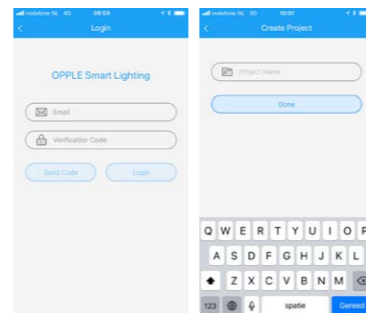 vodafone NL 4G 09:59
Login
OPPLE Smart Lighting
Email
Verification Code
Send Code Login
vodafone NL 3G 10:01
Create Project
Project Name
Done
Q W E R T Y U I O P
A S D F G H J K L
Z X C V B N M
123 spatie Gereed